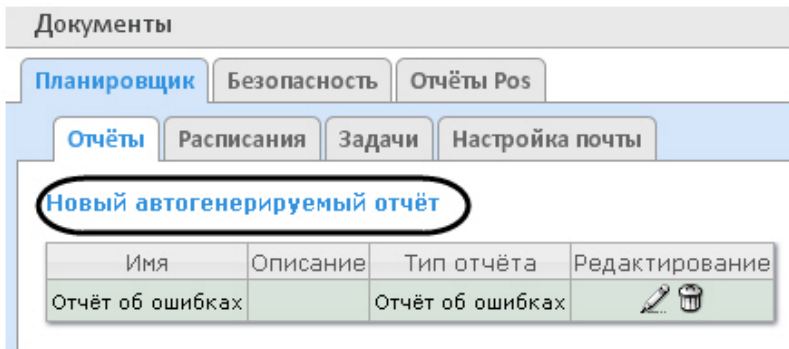 Документы
Планировщик Безопасность Отчёты Pos
Отчёты Расписания Задачи Настройка почты
Новый автогенерируемый отчёт
Имя Описание Тип отчёта Редактирование
Отчёт об ошибках Отчёт об ошибках